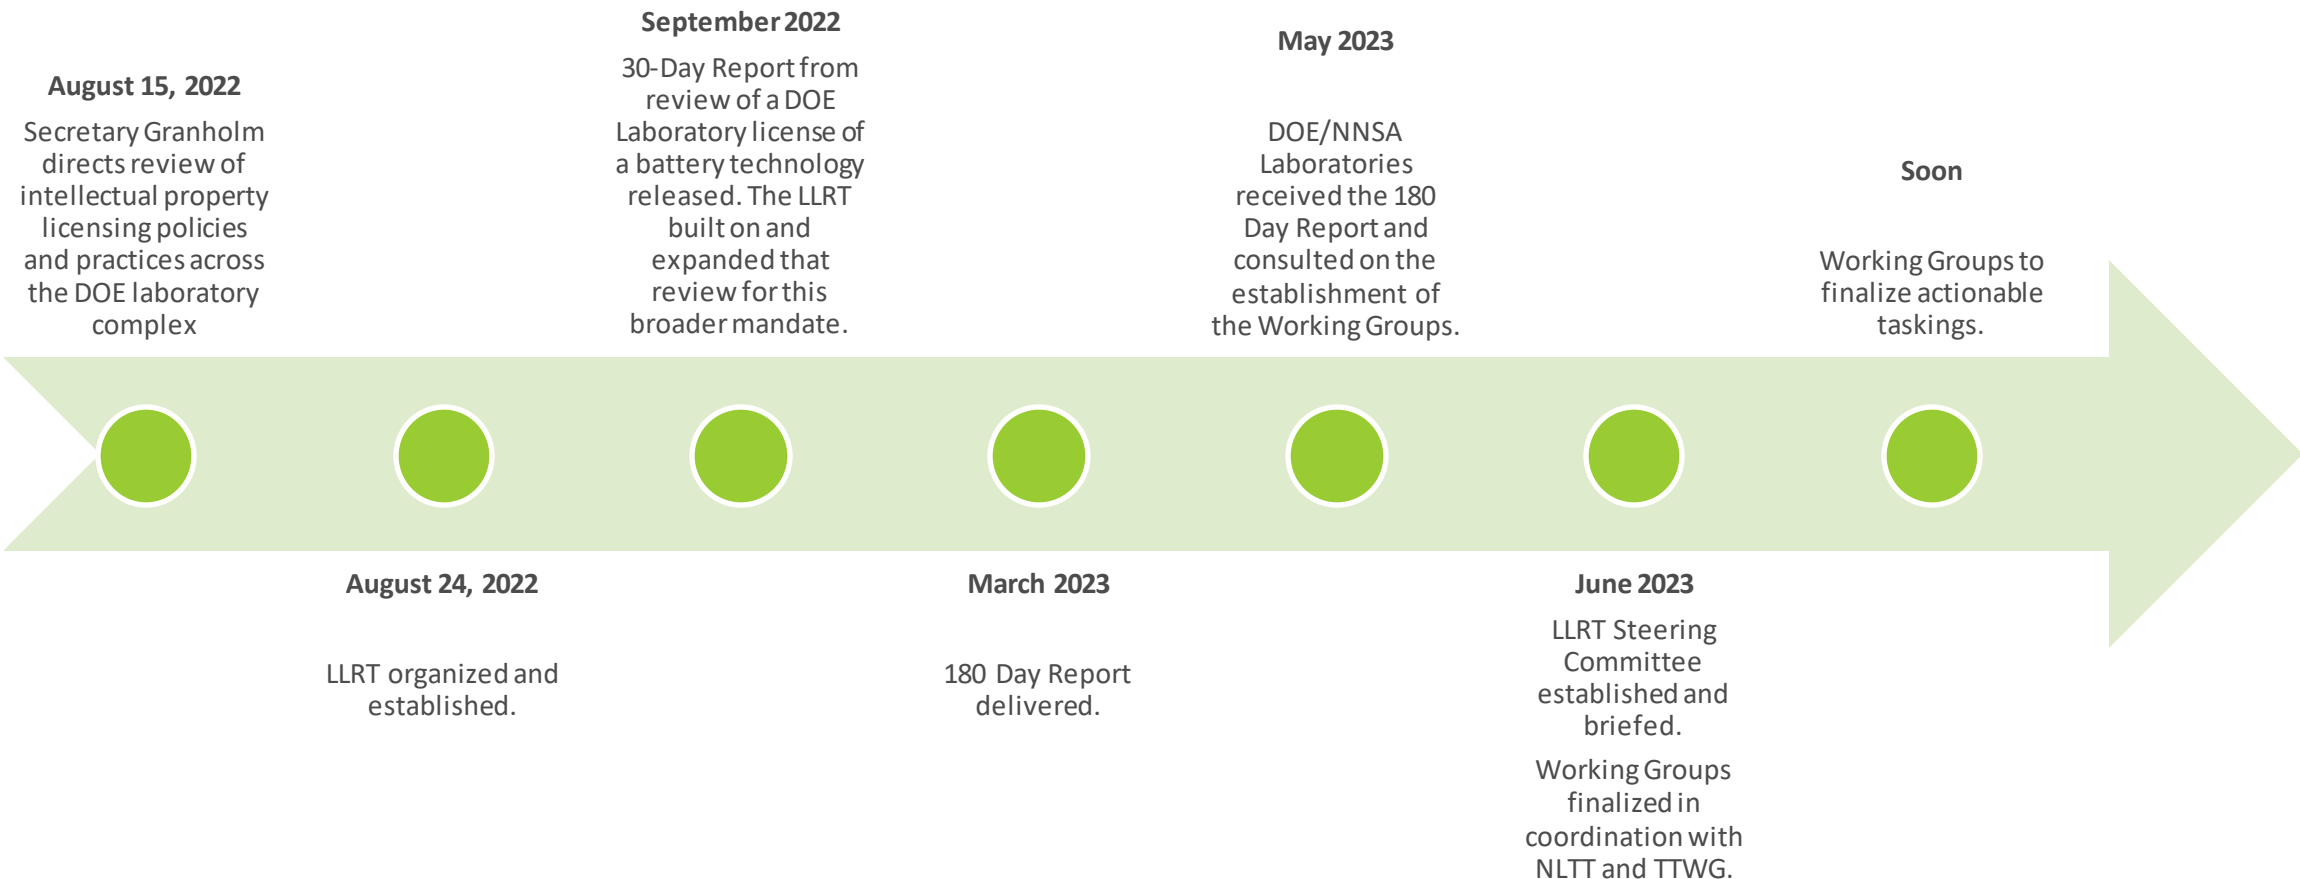 August 15, 2022
Secretary Granholm
directs review of
intellectual property
licensing policies
and practices across
the DOE laboratory
complex
August 24, 2022
LLRT organized and
established.
September 2022
30-Day Report from
review of a DOE
Laboratory license of
a battery technology
released. The LLRT
built on and
expanded that
review for this
broader mandate.
March 2023
180 Day Report
delivered.
May 2023
DOE/NNSA
Laboratories
received the 180
Day Report and
consulted on the
establishment of
the Working Groups.
June 2023
LLRT Steering
Committee
established and
briefed.
Working Groups
finalized in
coordination with
NLTT and TTWG.
Soon
Working Groups to
finalize actionable
taskings.